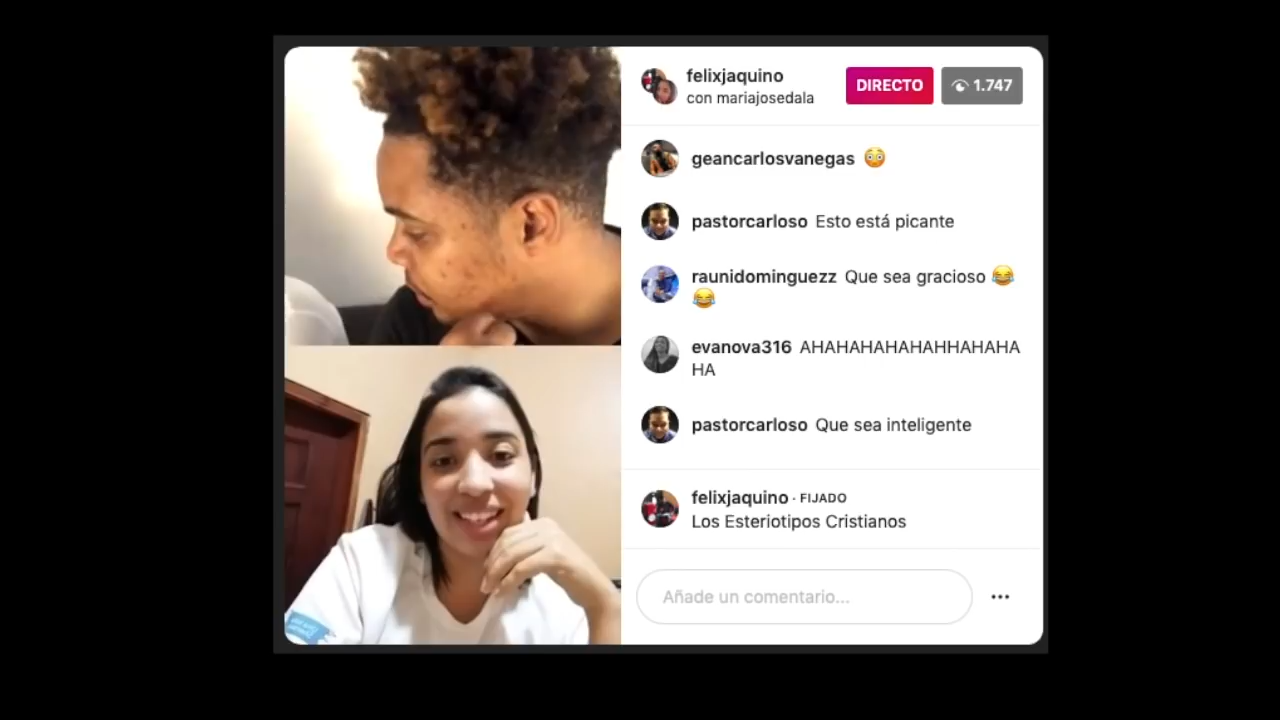 felixjaquino
con mariajosedala
DIRECTO
1.747
geancarlosvanegas 😳
pastorcarloso Esto está picante
raunidominguezz Que sea gracioso 😂
😂
evanova316 AHAHAHAHAHAHHAHAHA
HA
pastorcarloso Que sea inteligente
felixjaquino · FIJADO
Los Esteriotipos Cristianos
Añade un comentario...